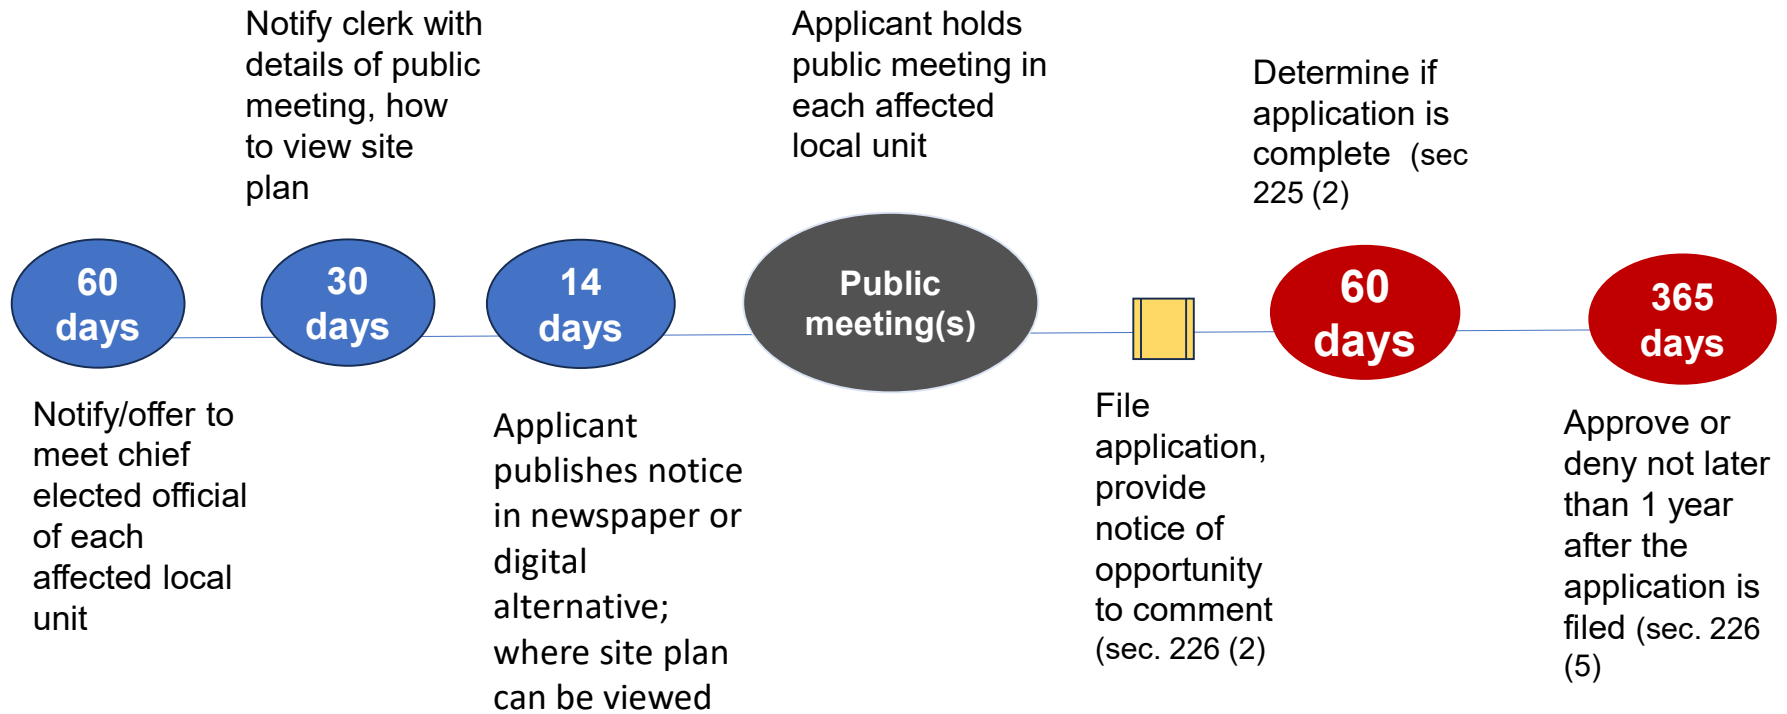 Notify clerk with
details of public
meeting, how
to view site
plan
Applicant holds
public meeting in
each affected
local unit
Determine if
application is
complete  (sec
225 (2)
60
days
30
days
14
days
Public
meeting(s)
60
days
365
days
Notify/offer to
meet chief
elected official
of each
affected local
unit
Applicant
publishes notice
in newspaper or
digital
alternative;
where site plan
can be viewed
File
application,
provide
notice of
opportunity
to comment
(sec. 226 (2)
Approve or
deny not later
than 1 year
after the
application is
filed (sec. 226
(5)